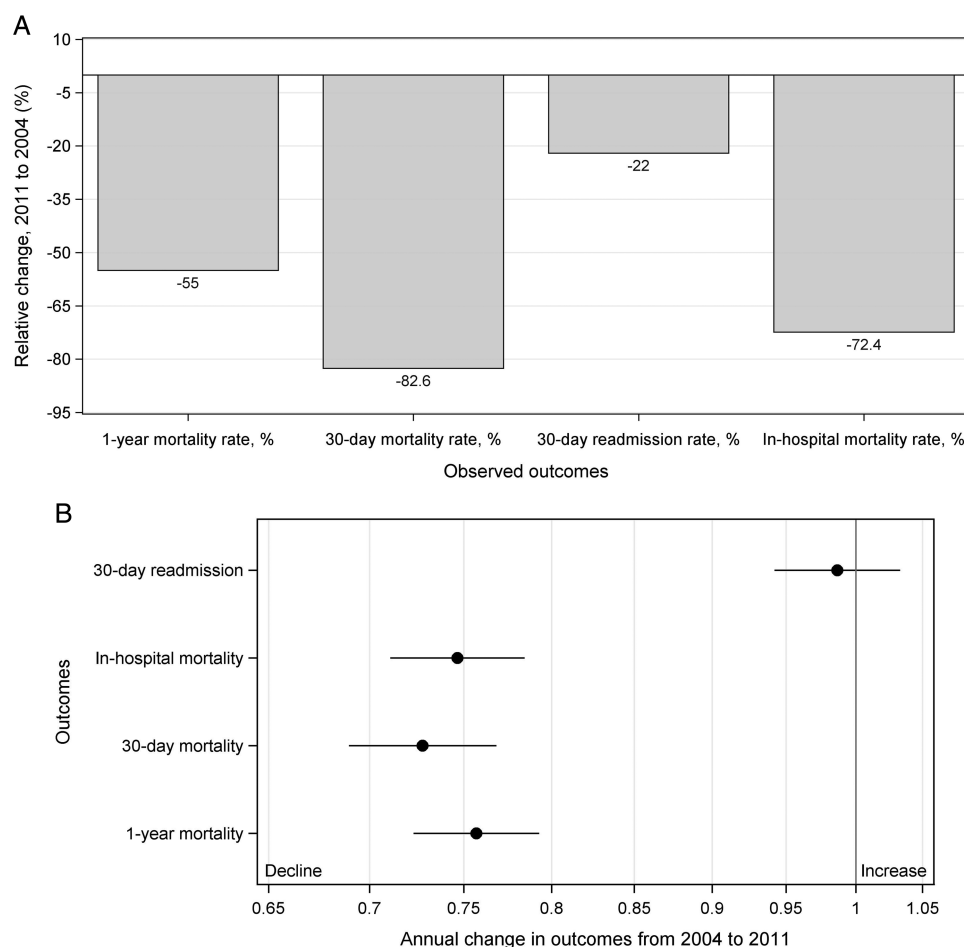 A
Relative change, 2011 to 2004 (%)
10
-5
-20
-35
-50
-65
-80
-95
-55
-82.6
-22
-72.4
1-year mortality rate, %
30-day mortality rate, %
30-day readmission rate, %
In-hospital mortality rate, %
Observed outcomes
B
Outcomes
30-day readmission
In-hospital mortality
30-day mortality
1-year mortality
Decline
Increase
0.65
0.7
0.75
0.8
0.85
0.9
0.95
1
1.05
Annual change in outcomes from 2004 to 2011